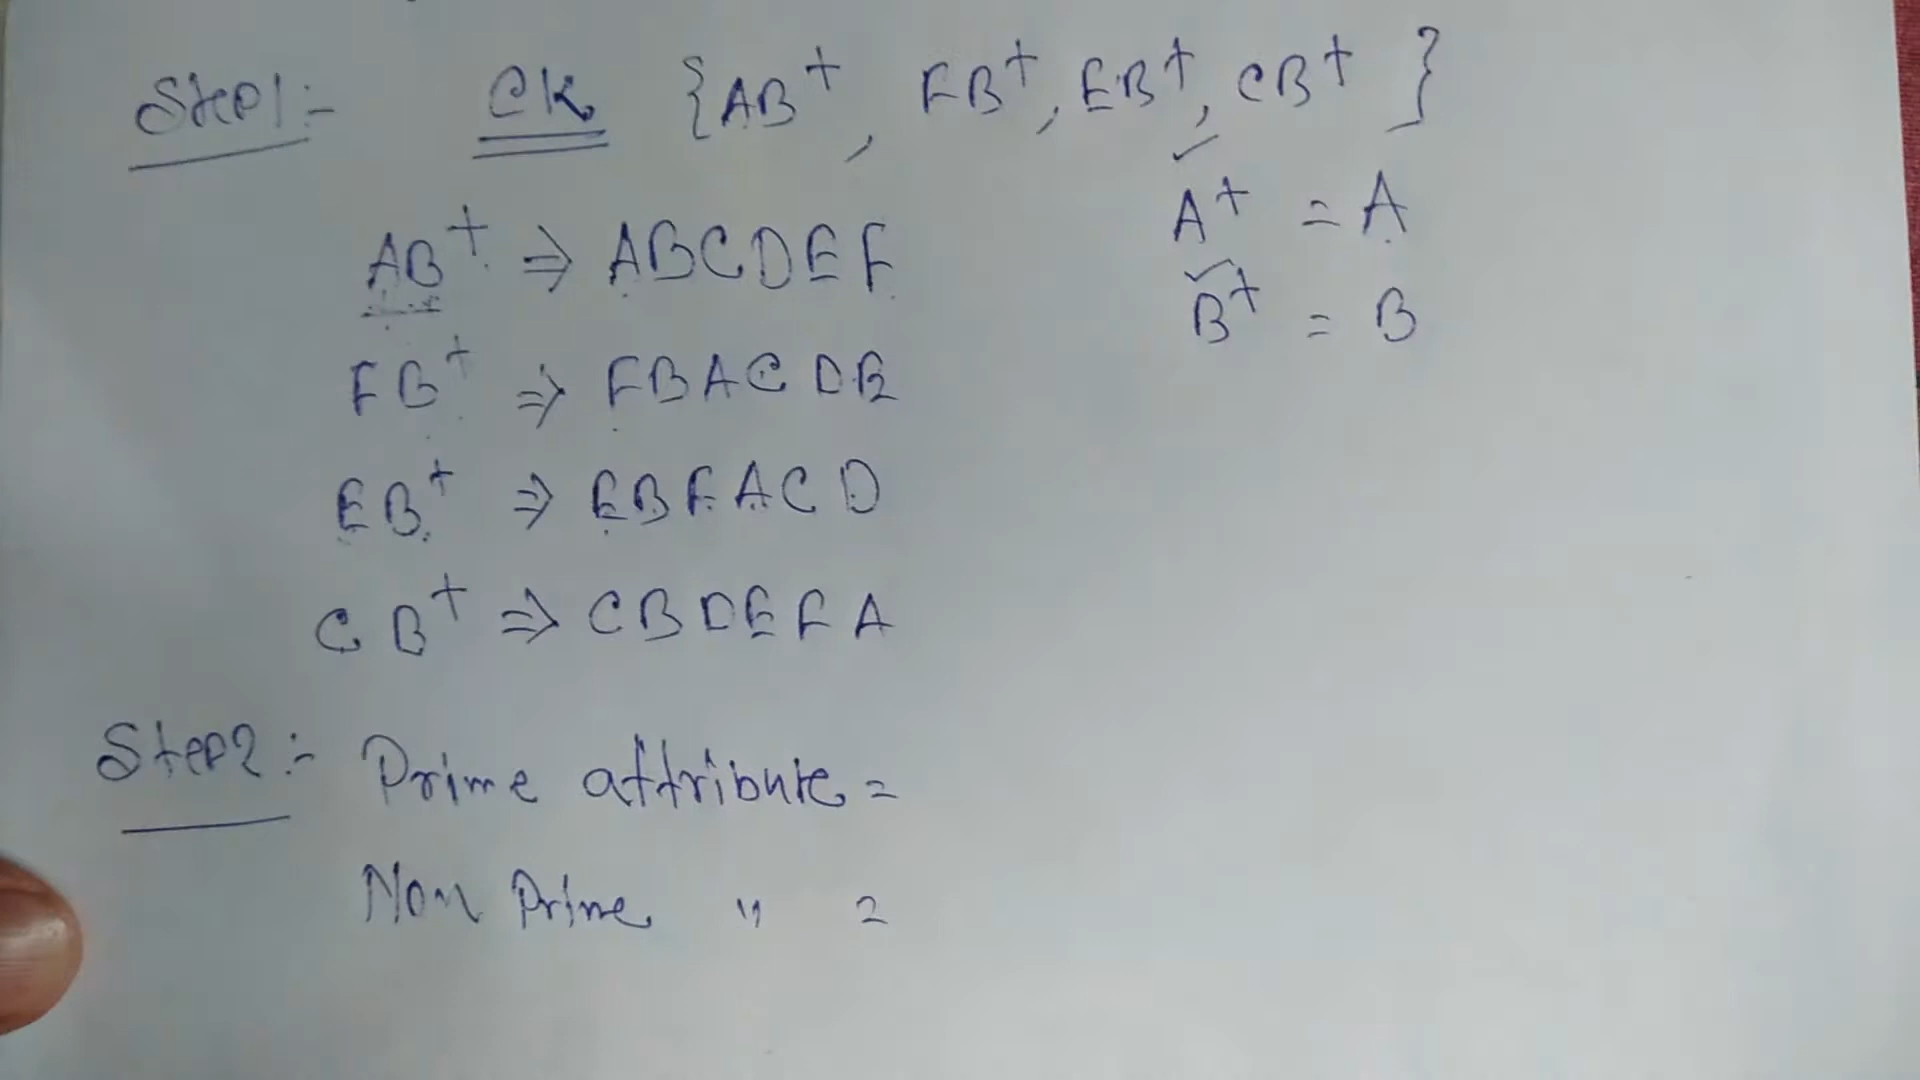 Step1:- CK {AB+, FB+, EB+, CB+}
A+ = A
AB+ ⇒ ABCDEF
B+ = B
FB+ ⇒ FBACDE
EB+ ⇒ EBFACD
CB+ ⇒ CBDEFA
Step2:- Prime attribute =
Non Prime " =